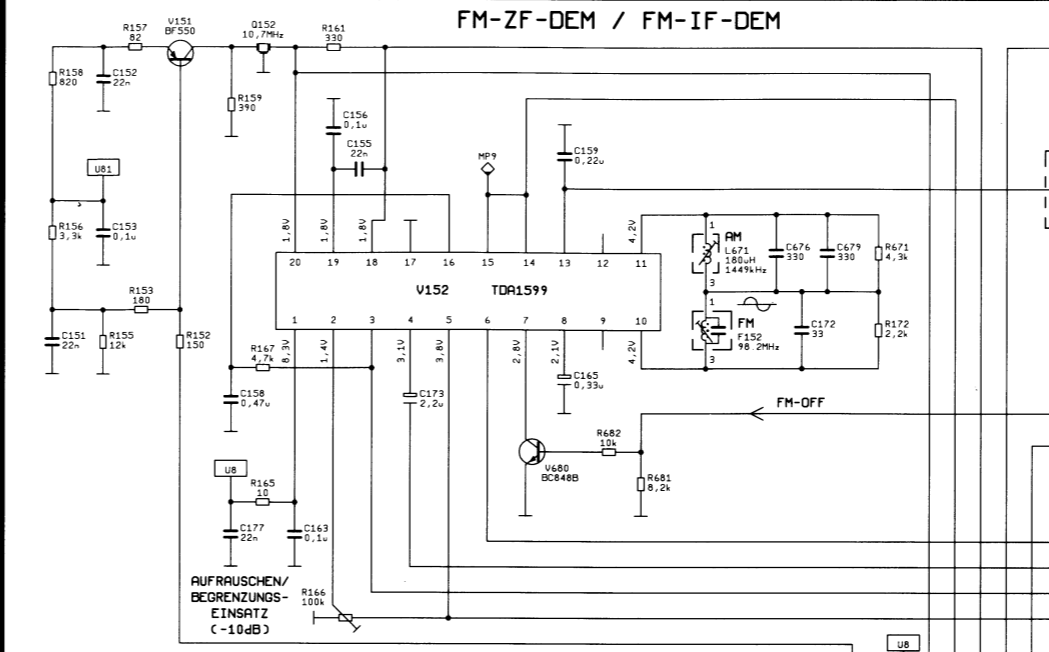 FM-ZF-DEM / FM-IF-DEM
V151
BF550
Q152
10,7MHz
R161
330
R157
82
R158
820
C152
22n
R159
390
C156
0,1u
C155
22n
MP9
C159
0,22u
U81
R156
3,3k
C153
0,1u
1,8V
1,8V
1,8V
4,2V
20
19
18
17
16
15
14
13
12
11
V152
TDA1599
1
2
3
4
5
6
7
8
9
10
8,3V
1,4V
3,1V
3,8V
2,8V
2,1V
4,2V
1
AM
L671
180uH
1449kHz
3
C676
330
C679
330
R671
4,3k
1
FM
F152
98.2MHz
3
C172
33
R172
2,2k
R153
180
C151
22n
R155
12k
R152
150
R167
4,7k
C158
0,47u
C173
2,2u
C165
0,33u
FM-OFF
R682
10k
V680
BC848B
R681
8,2k
U8
R165
10
C177
22n
C163
0,1u
AUFRAUSCHEN/
BEGRENZUNGS-
EINSATZ
(-10dB)
R166
100k
U8